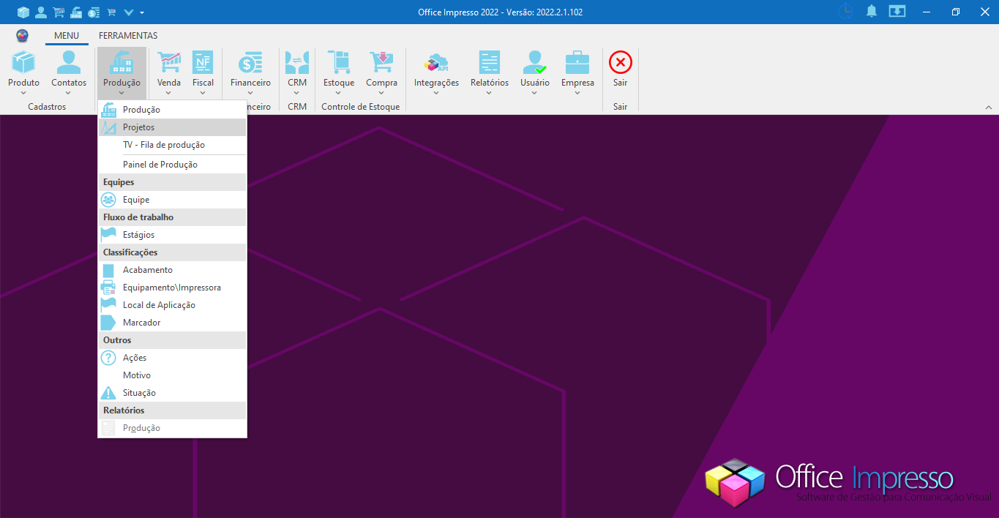 Office Impresso 2022 - Versão: 2022.2.1.102
MENU FERRAMENTAS
Produto Contatos Produção Venda Fiscal Financeiro CRM Estoque Compra Integrações Relatórios Usuário Empresa Sair
NF
API
Cadastros nceiro CRM Controle de Estoque Sair
Produção
Projetos
TV - Fila de produção
Painel de Produção
Equipes
Equipe
Fluxo de trabalho
Estágios
Classificações
Acabamento
Equipamento\Impressora
Local de Aplicação
Marcador
Outros
Ações
Motivo
Situação
Relatórios
Produção
Office Impresso
Software de Gestão para Comunicação Visual